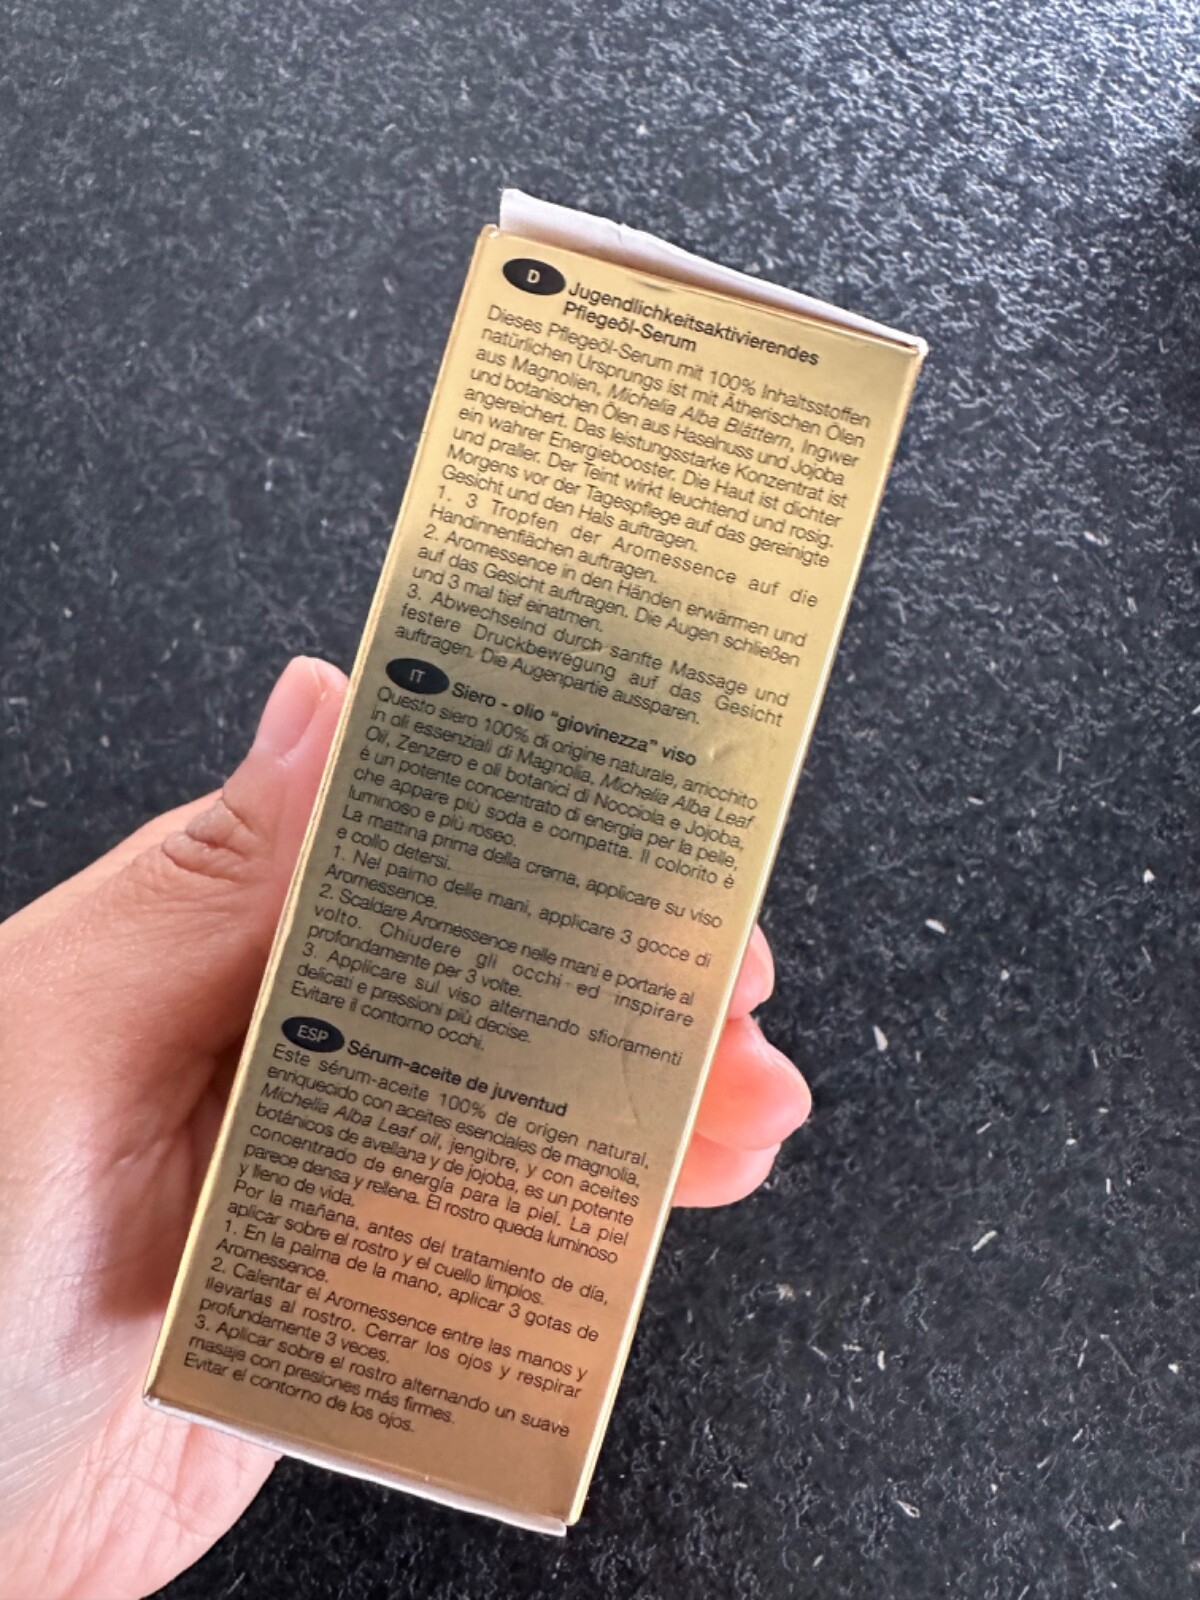 D
Jugendlichkeitsaktivierendes
Pflegeöl-Serum
Dieses Pflegeöl-Serum mit 100% Inhaltsstoffen
natürlichen Ursprungs ist mit Ätherischen Ölen
aus Magnolien, Michelia Alba Blättern, Ingwer
und botanischen Ölen aus Haselnuss und Jojoba
angereichert. Das leistungsstarke Konzentrat ist
ein wahrer Energiebooster. Die Haut ist dichter
und praller. Der Teint wirkt leuchtend und rosig.
Morgens vor der Tagespflege auf das gereinigte
Gesicht und den Hals auftragen.
1. 3 Tropfen der Aromessence auf die
Handinnenflächen auftragen.
2. Aromessence in den Händen erwärmen und
auf das Gesicht auftragen. Die Augen schließen
und 3 mal tief einatmen.
3. Abwechselnd durch sanfte Massage und
festere Druckbewegung auf das Gesicht
auftragen. Die Augenpartie aussparen.
IT
Siero - olio "giovinezza" viso
Questo siero 100% di origine naturale, arricchito
in oli essenziali di Magnolia, Michelia Alba Leaf
Oil, Zenzero e oli botanici di Nocciola e Jojoba,
è un potente concentrato di energia per la pelle,
che appare più soda e compatta. Il colorito è
luminoso e più roseo.
La mattina prima della crema, applicare su viso
e collo detersi.
1. Nel palmo delle mani, applicare 3 gocce di
Aromessence.
2. Scaldare Aromessence nelle mani e portarle al
volto. Chiudere gli occhi ed inspirare
profondamente per 3 volte.
3. Applicare sul viso alternando sfioramenti
delicati e pressioni più decise.
Evitare il contorno occhi.
ESP
Sérum-aceite de juventud
Este sérum-aceite 100% de origen natural,
enriquecido con aceites esenciales de magnolia,
Michelia Alba Leaf oil, jengibre, y con aceites
botánicos de avellana y de jojoba, es un potente
concentrado de energía para la piel. La piel
parece densa y rellena. El rostro queda luminoso
y lleno de vida.
Por la mañana, antes del tratamiento de día,
aplicar sobre el rostro y el cuello limpios.
1. En la palma de la mano, aplicar 3 gotas de
Aromessence.
2. Calentar el Aromessence entre las manos y
llevarlas al rostro. Cerrar los ojos y respirar
profundamente 3 veces.
3. Aplicar sobre el rostro alternando un suave
masaje con presiones más firmes.
Evitar el contorno de los ojos.